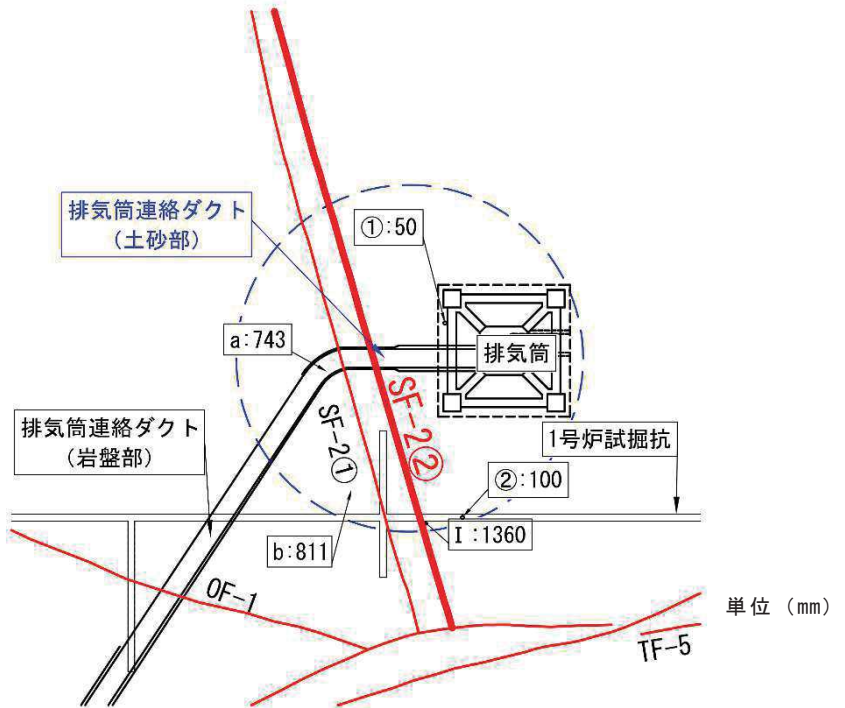 排気筒連絡ダクト
（土砂部）
①:50
a:743
排気筒
SF-2①
SF-2②
排気筒連絡ダクト
（岩盤部）
1号炉試掘坑
②:100
b:811
I:1360
OF-1
単位（mm）
TF-5